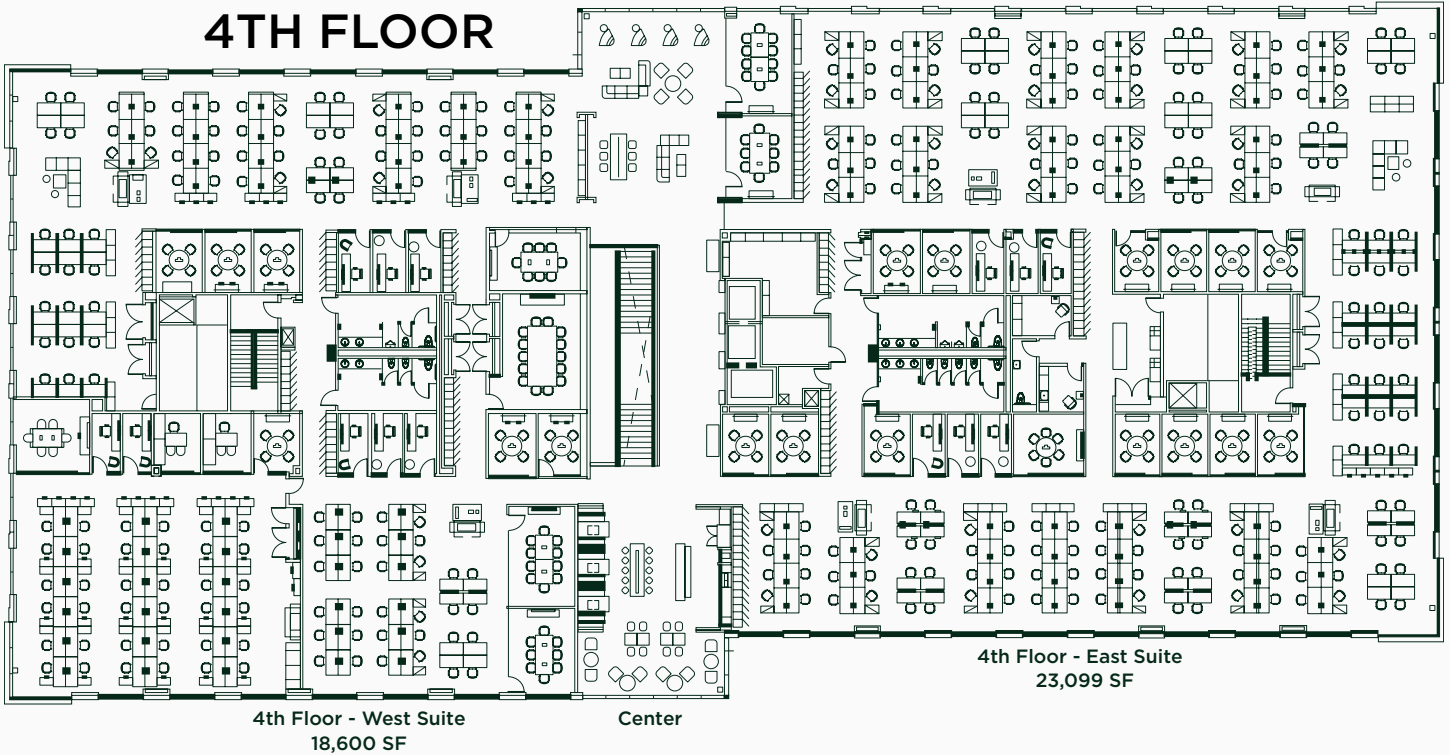 4TH FLOOR
4th Floor - East Suite
23,099 SF
4th Floor - West Suite
18,600 SF
Center